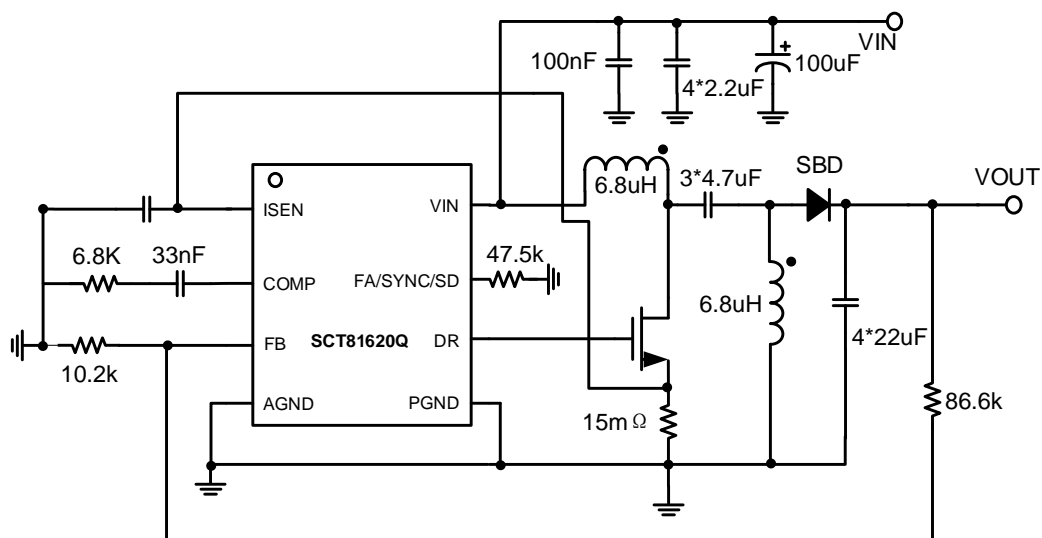 VIN
100nF
4*2.2uF
+
100uF
6.8uH
3*4.7uF
SBD
VOUT
ISEN
VIN
6.8K
33nF
COMP
FA/SYNC/SD
47.5k
6.8uH
4*22uF
FB
SCT81620Q
DR
10.2k
AGND
PGND
15mΩ
86.6k